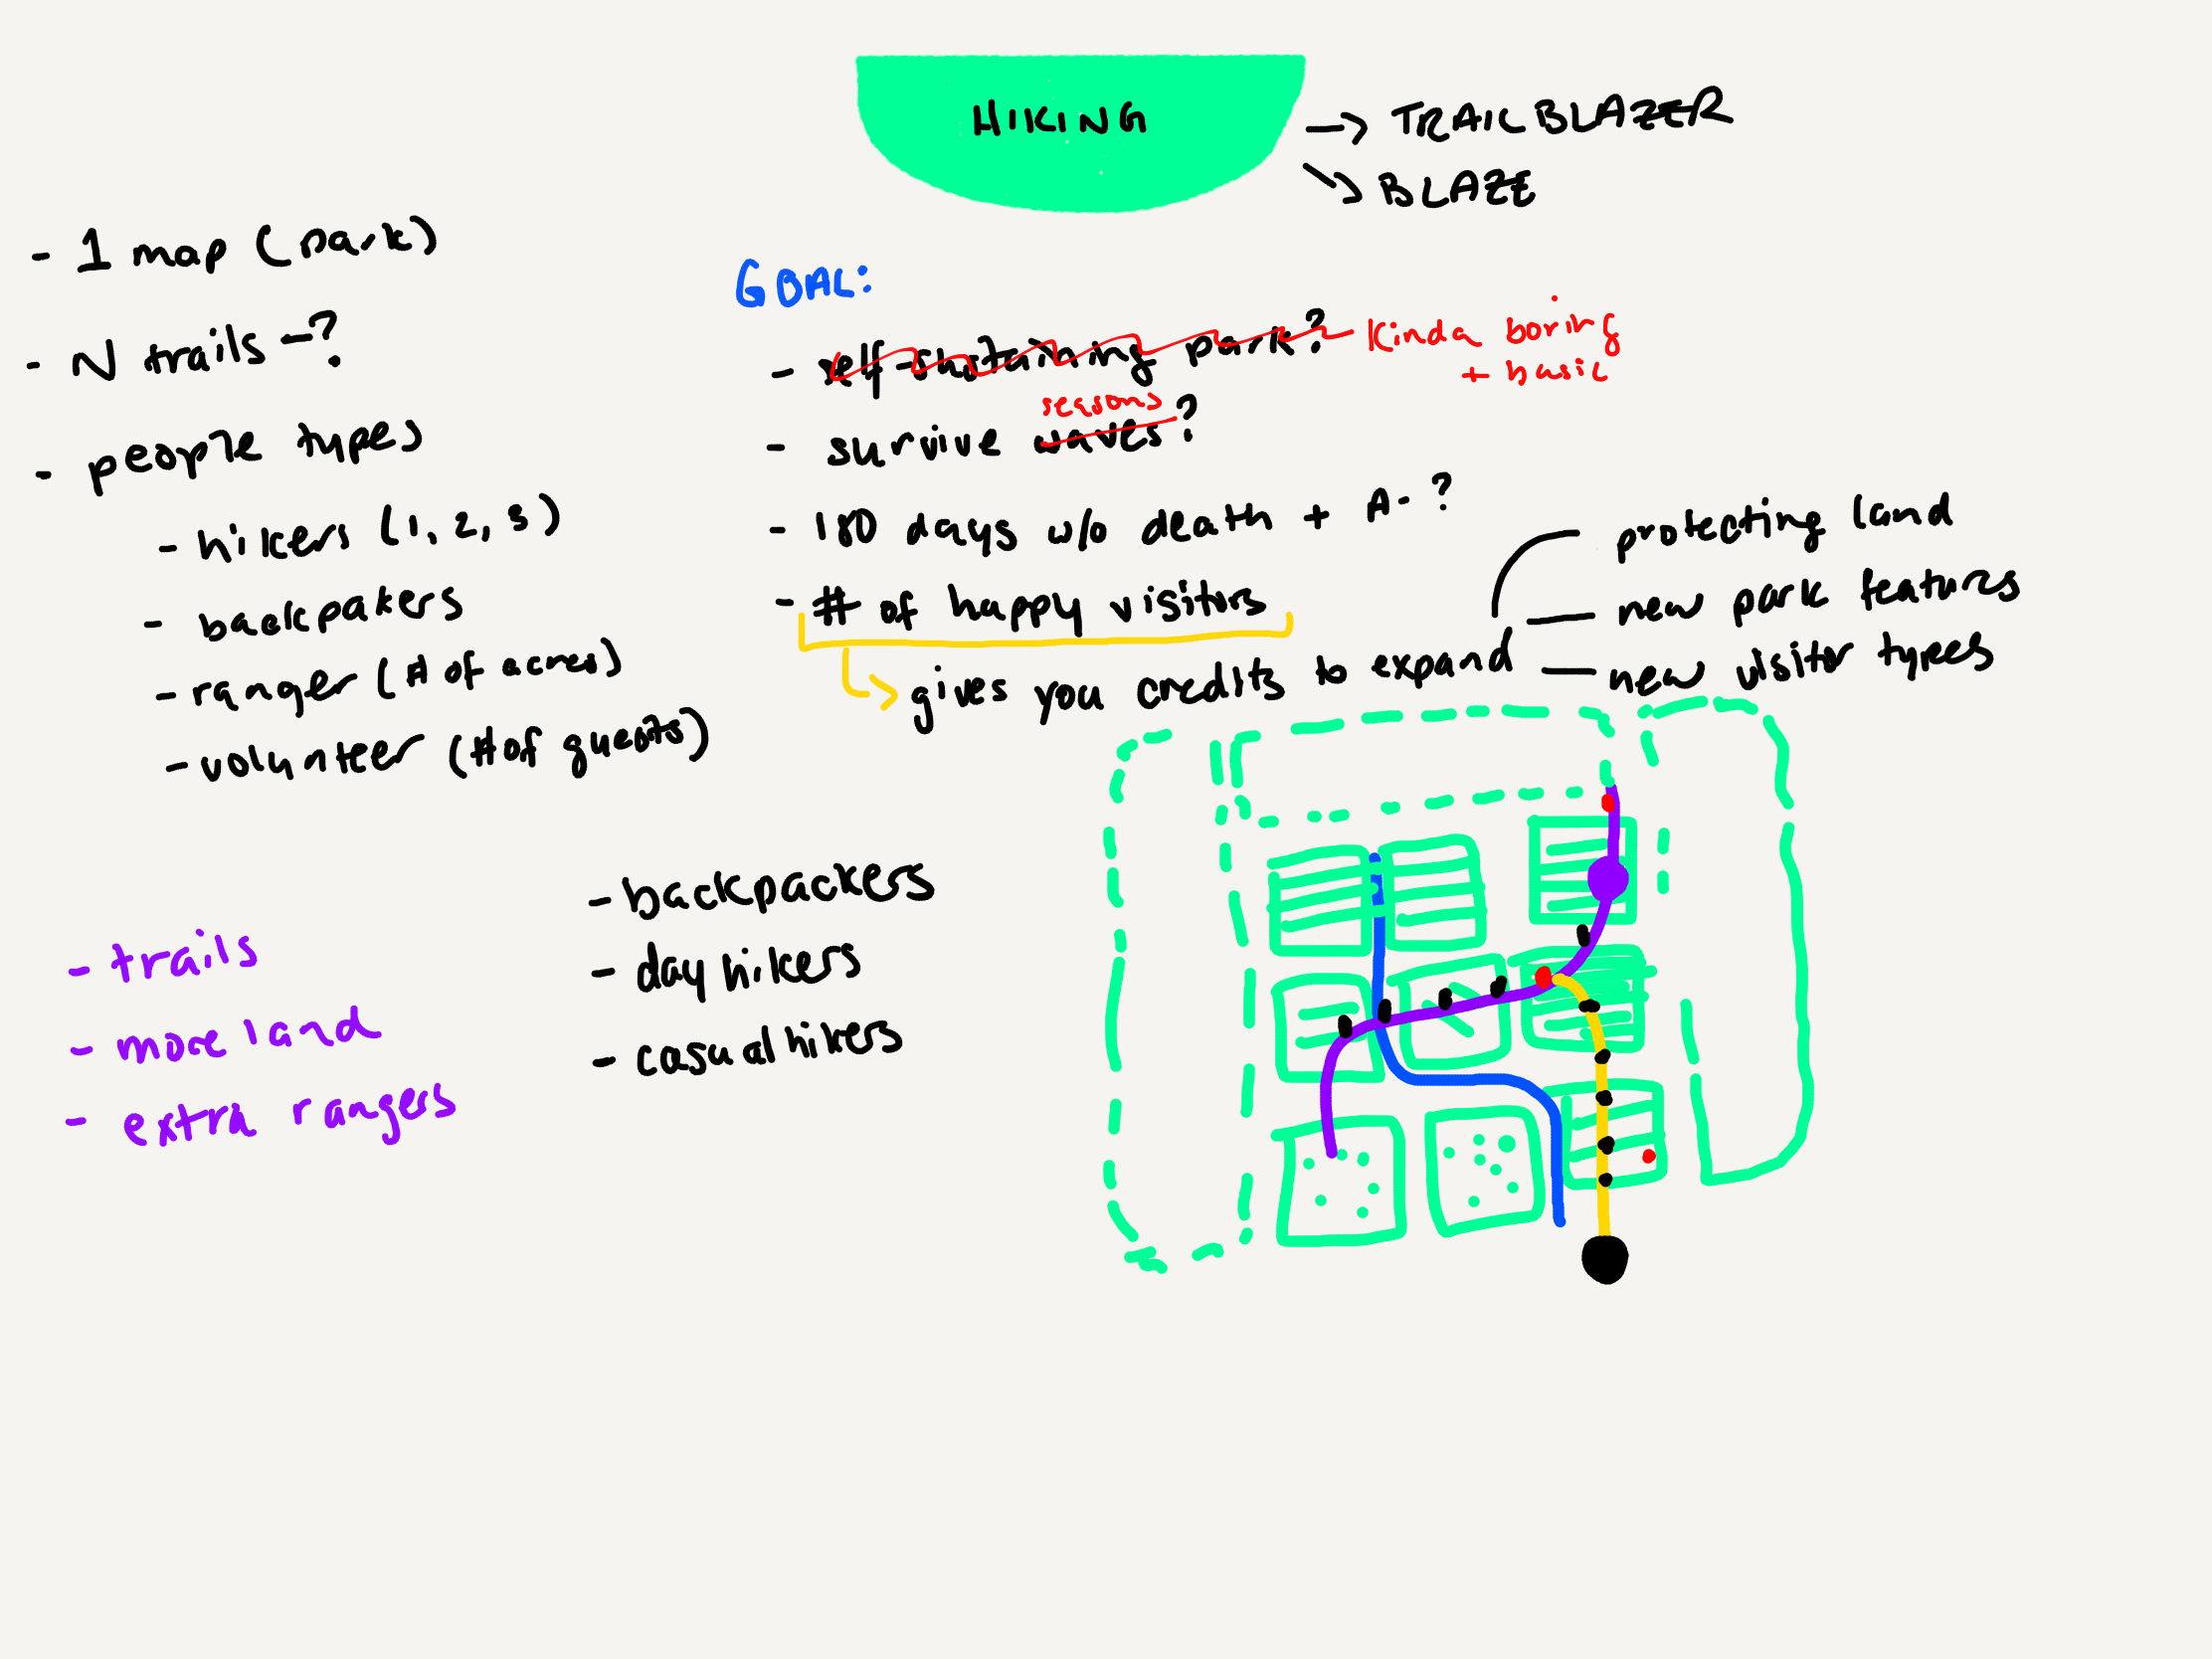 HIKING
→ TRAILBLAZER
→ BLAZE
- 1 map (park)
- N trails -?
- people types
- hikers (1, 2, 3)
- backpakers
- ranger (# of acres)
- volunteer (# of guests)
GOAL:
- self-sustaining park? Kinda boring
+ basic
seasons
- survive waves?
- 180 days w/o death + A- ?
- # of happy visitors
→ gives you credits to expand
protecting land
new park features
new visitor types
- backpackers
- day hikers
- casual hikers
- trails
- more land
- extra rangers